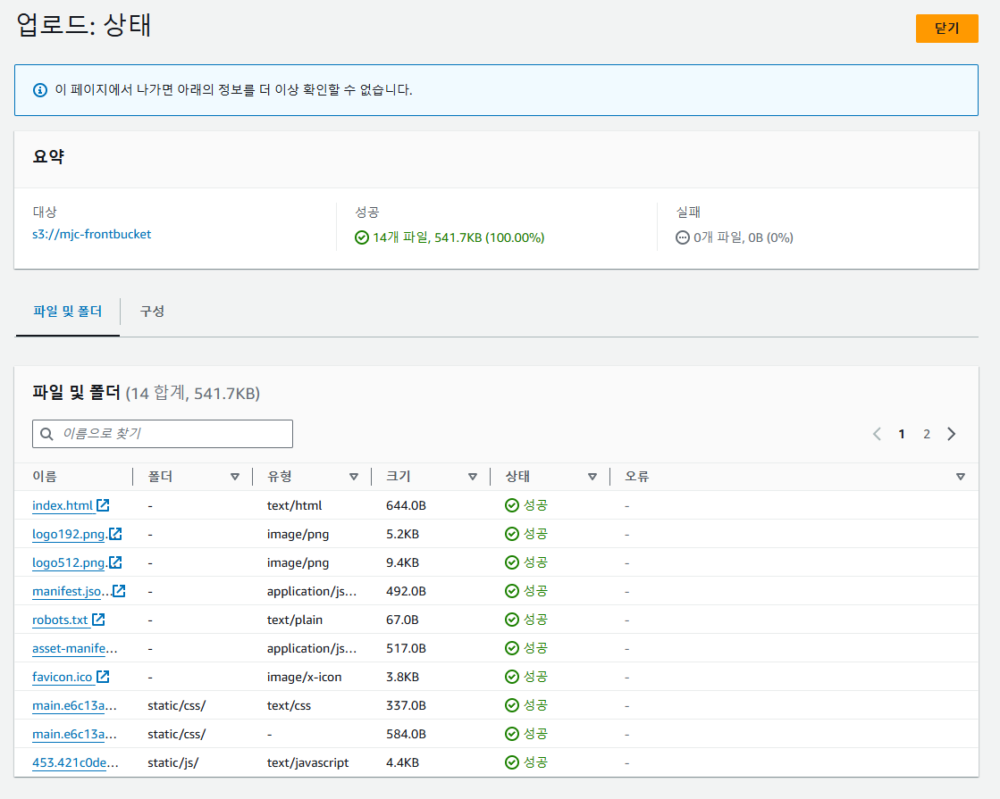 업로드: 상태
닫기
이 페이지에서 나가면 아래의 정보를 더 이상 확인할 수 없습니다.
요약
대상 성공 실패
s3://mjc-frontbucket 14개 파일, 541.7KB (100.00%) 0개 파일, 0B (0%)
파일 및 폴더 구성
파일 및 폴더 (14 합계, 541.7KB)
이름으로 찾기 1 2
이름 폴더 유형 크기 상태 오류
index.html - text/html 644.0B 성공 -
logo192.png - image/png 5.2KB 성공 -
logo512.png - image/png 9.4KB 성공 -
manifest.jso... - application/js... 492.0B 성공 -
robots.txt - text/plain 67.0B 성공 -
asset-manife... - application/js... 517.0B 성공 -
favicon.ico - image/x-icon 3.8KB 성공 -
main.e6c13a... static/css/ text/css 337.0B 성공 -
main.e6c13a... static/css/ - 584.0B 성공 -
453.421c0de... static/js/ text/javascript 4.4KB 성공 -